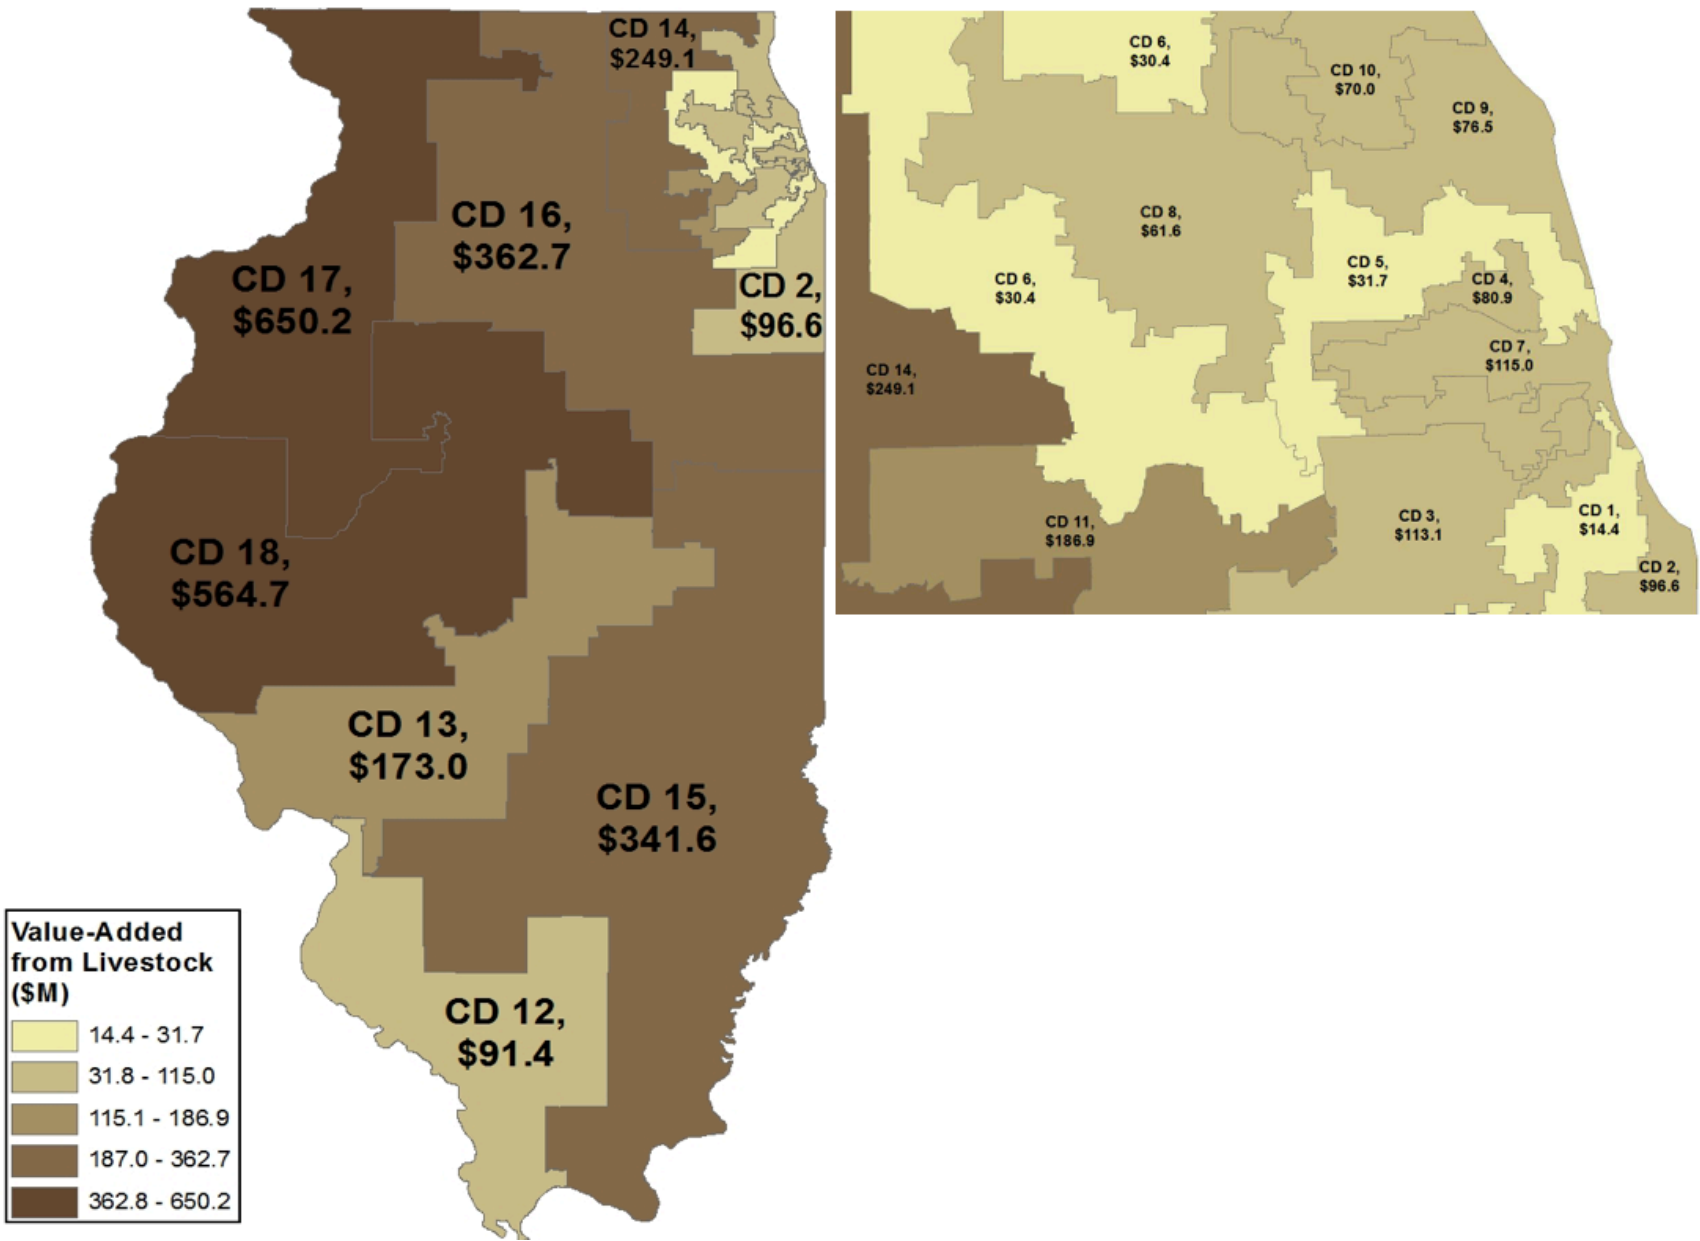 CD 14,
$249.1
CD 16,
$362.7
CD 17,
$650.2
CD 2,
$96.6
CD 18,
$564.7
CD 13,
$173.0
CD 15,
$341.6
CD 12,
$91.4
Value-Added
from Livestock
($M)
14.4 - 31.7
31.8 - 115.0
115.1 - 186.9
187.0 - 362.7
362.8 - 650.2
CD 6,
$30.4
CD 10,
$70.0
CD 9,
$76.5
CD 8,
$61.6
CD 6,
$30.4
CD 5,
$31.7
CD 4,
$80.9
CD 7,
$115.0
CD 14,
$249.1
CD 11,
$186.9
CD 3,
$113.1
CD 1,
$14.4
CD 2,
$96.6